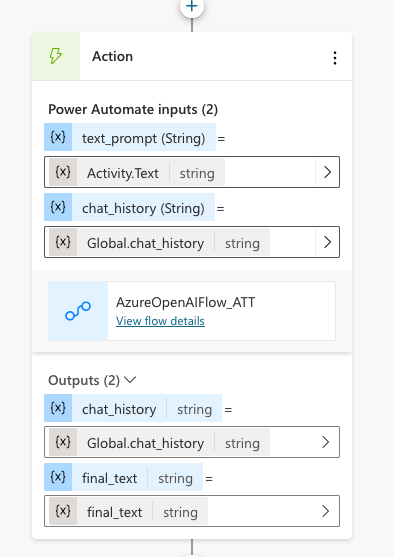 Action
Power Automate inputs (2)
{x} text_prompt (String) =
{x} Activity.Text string
{x} chat_history (String) =
{x} Global.chat_history string
AzureOpenAIFlow_ATT
View flow details
Outputs (2)
{x} chat_history string =
{x} Global.chat_history string
{x} final_text string =
{x} final_text string